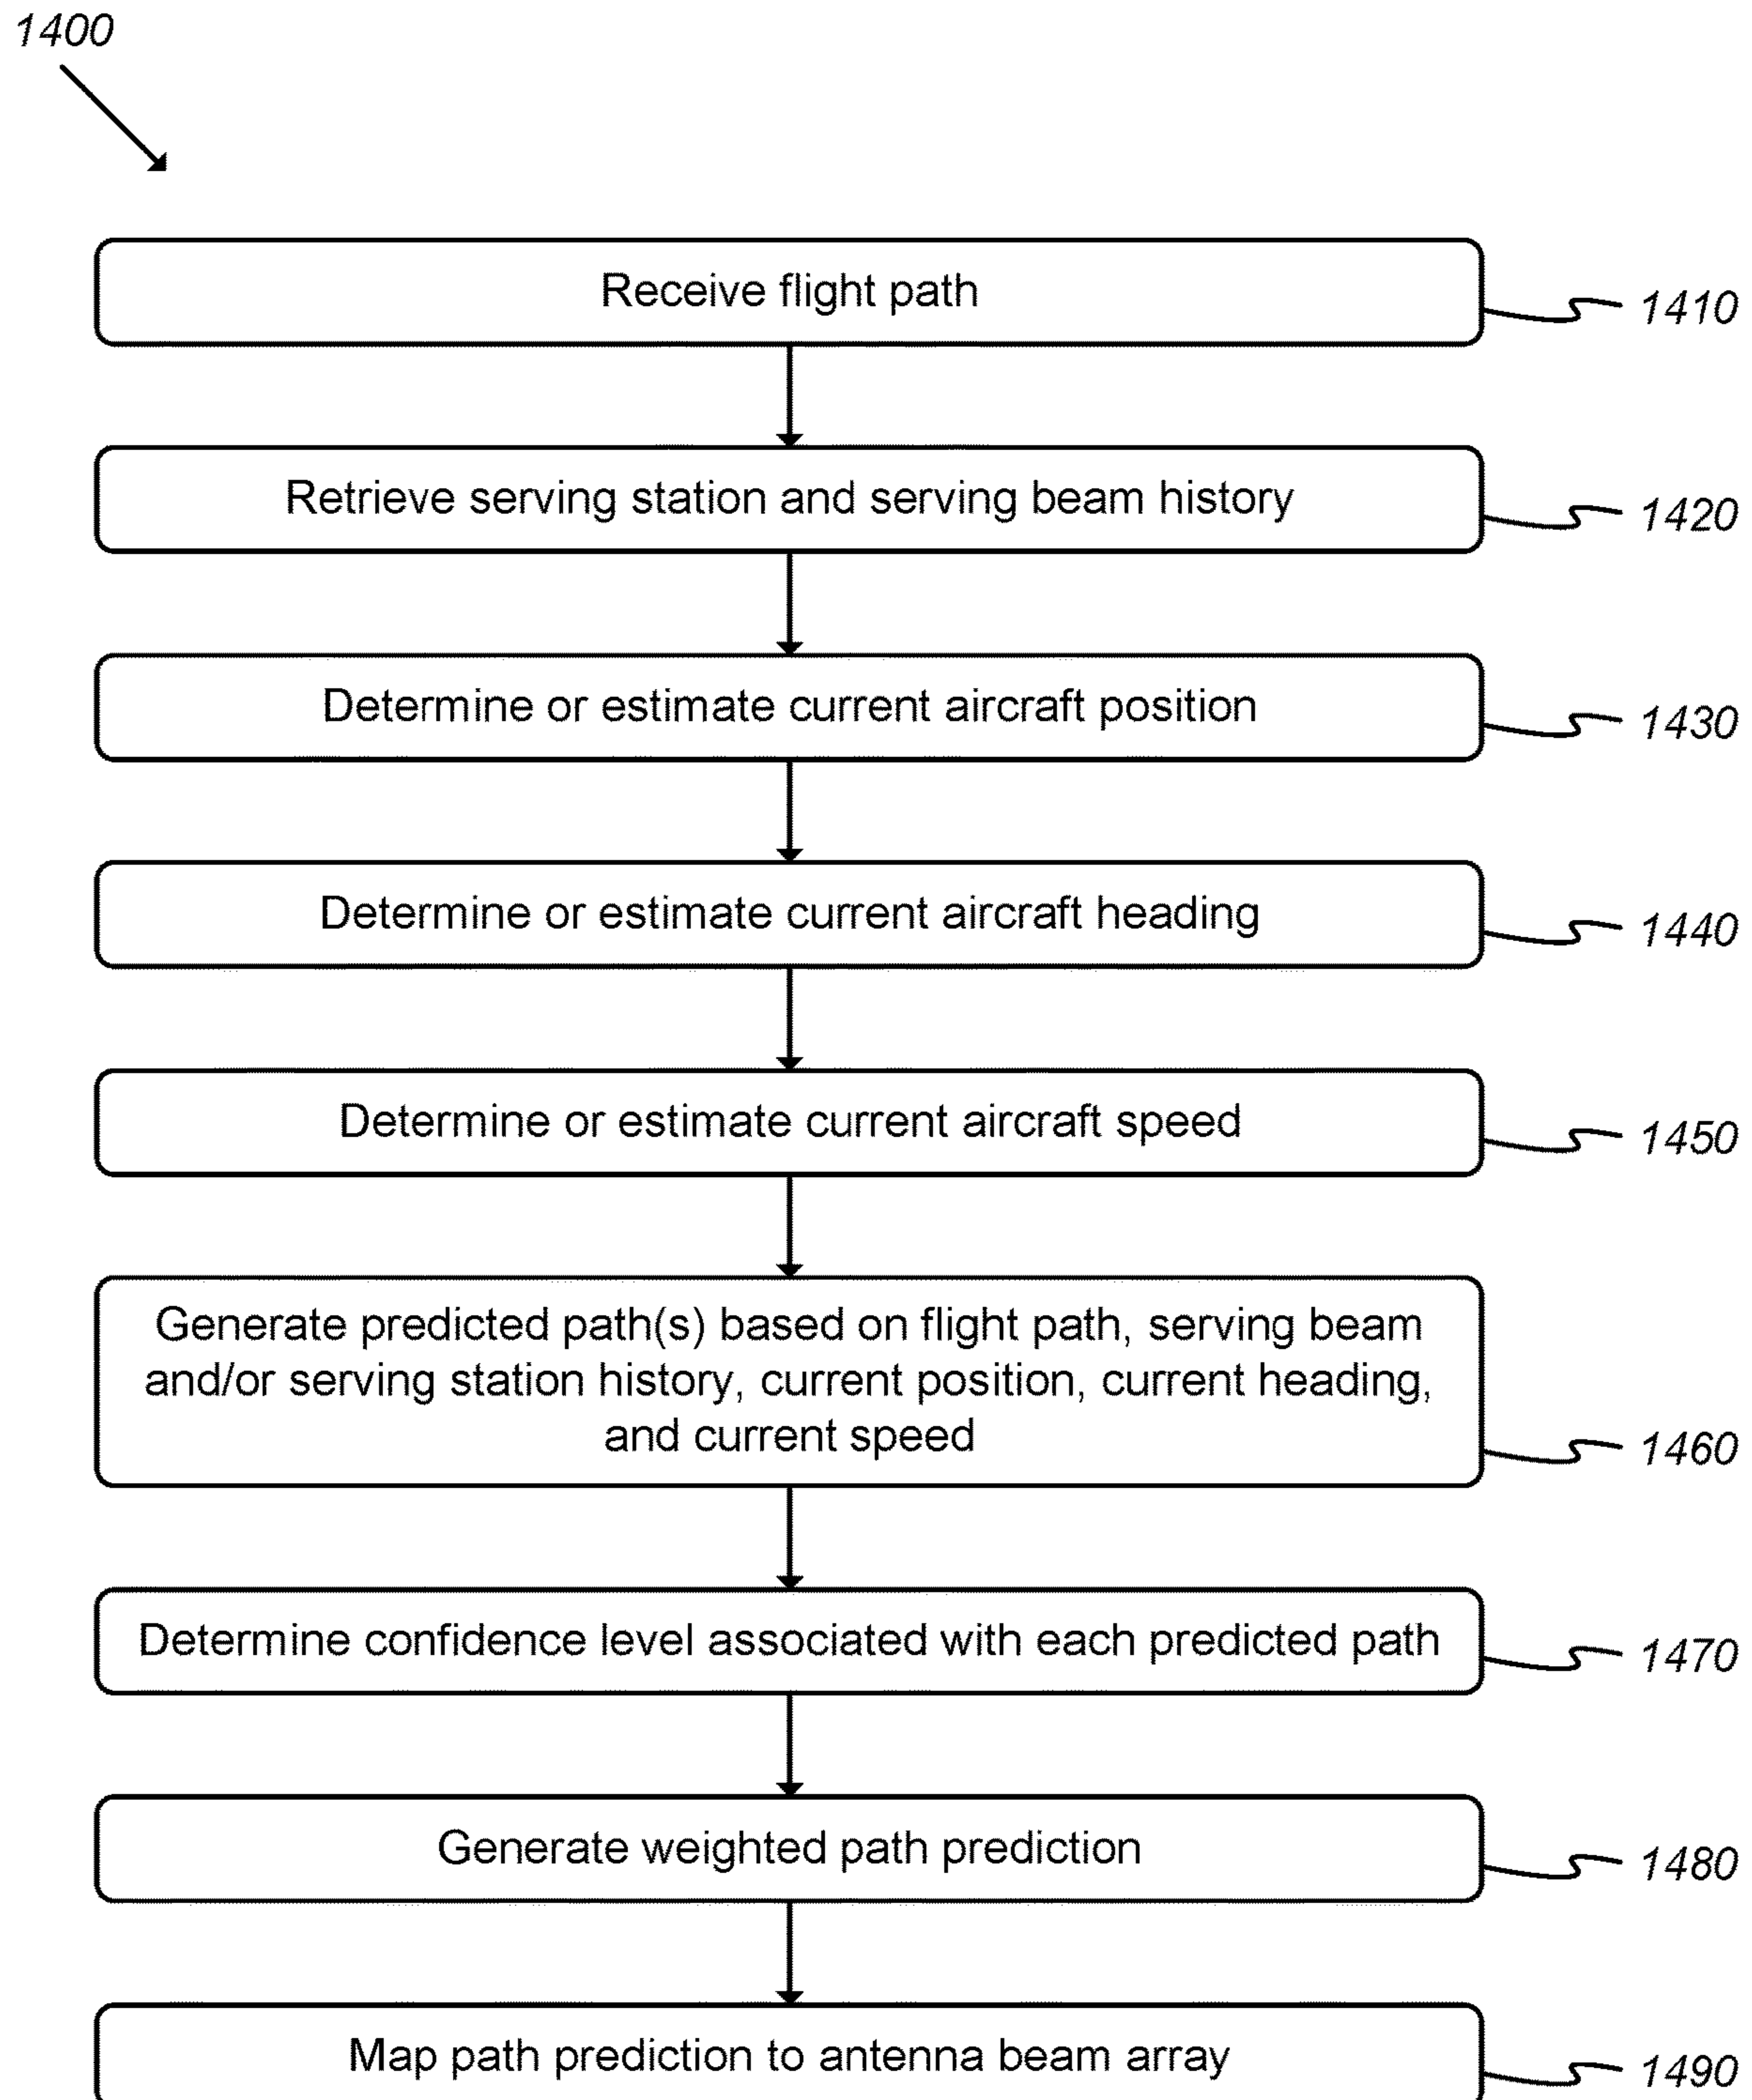 1400
Receive flight path
1410
Retrieve serving station and serving beam history
1420
Determine or estimate current aircraft position
1430
Determine or estimate current aircraft heading
1440
Determine or estimate current aircraft speed
1450
Generate predicted path(s) based on flight path, serving beam
and/or serving station history, current position, current heading,
and current speed
1460
Determine confidence level associated with each predicted path
1470
Generate weighted path prediction
1480
Map path prediction to antenna beam array
1490